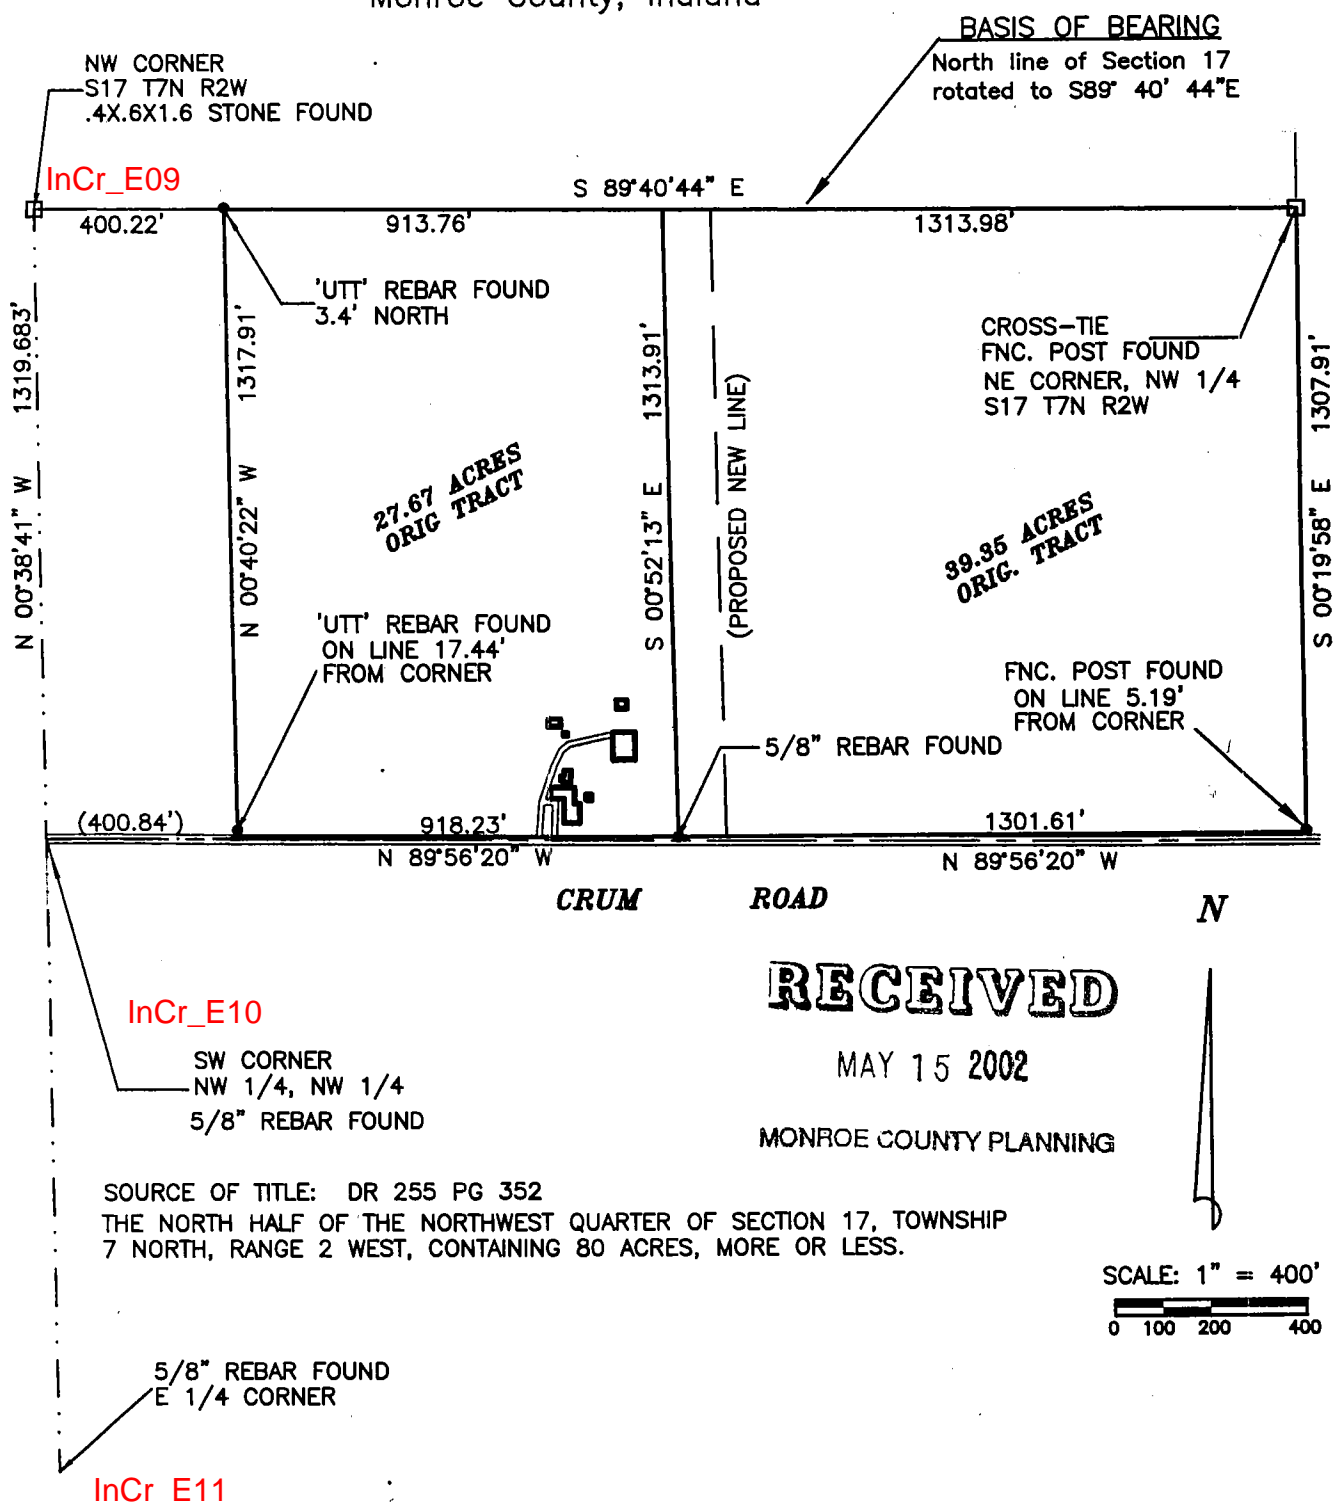 Monroe County, Indiana
BASIS OF BEARING
North line of Section 17
rotated to S89° 40' 44"E
NW CORNER
S17 T7N R2W
.4X.6X1.6 STONE FOUND
InCr_E09
S 89°40'44" E
400.22'
913.76'
1313.98'
'UTT' REBAR FOUND
3.4' NORTH
CROSS-TIE
FNC. POST FOUND
NE CORNER, NW 1/4
S17 T7N R2W
N 00°38'41" W 1319.683'
N 00°40'22" W 1317.91'
S 00°52'13" E 1313.91'
(PROPOSED NEW LINE)
S 00°19'58" E 1307.91'
27.67 ACRES
ORIG TRACT
39.35 ACRES
ORIG. TRACT
'UTT' REBAR FOUND
ON LINE 17.44'
FROM CORNER
FNC. POST FOUND
ON LINE 5.19'
FROM CORNER
5/8" REBAR FOUND
(400.84')
918.23'
1301.61'
N 89°56'20" W
N 89°56'20" W
CRUM ROAD
N
RECEIVED
MAY 15 2002
MONROE COUNTY PLANNING
InCr_E10
SW CORNER
NW 1/4, NW 1/4
5/8" REBAR FOUND
SOURCE OF TITLE: DR 255 PG 352
THE NORTH HALF OF THE NORTHWEST QUARTER OF SECTION 17, TOWNSHIP
7 NORTH, RANGE 2 WEST, CONTAINING 80 ACRES, MORE OR LESS.
SCALE: 1" = 400'
0 100 200 400
5/8" REBAR FOUND
E 1/4 CORNER
InCr E11